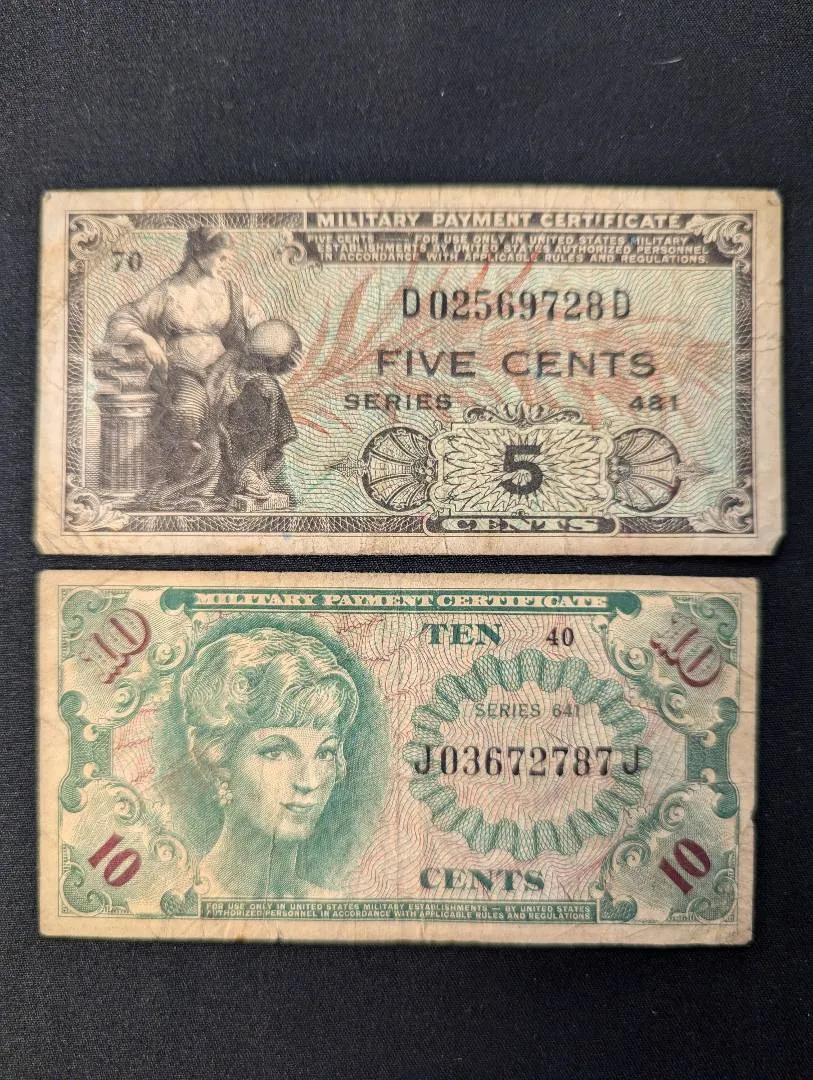 MILITARY PAYMENT CERTIFICATE
FIVE CENTS — FOR USE ONLY IN UNITED STATES MILITARY
ESTABLISHMENTS BY UNITED STATES AUTHORIZED PERSONNEL
IN ACCORDANCE WITH APPLICABLE RULES AND REGULATIONS.
70
D02569728D
FIVE CENTS
SERIES 481
5
CENTS
MILITARY PAYMENT CERTIFICATE
10 TEN 40 10
SERIES 641
J03672787J
10 CENTS 10
FOR USE ONLY IN UNITED STATES MILITARY ESTABLISHMENTS — BY UNITED STATES
AUTHORIZED PERSONNEL IN ACCORDANCE WITH APPLICABLE RULES AND REGULATIONS